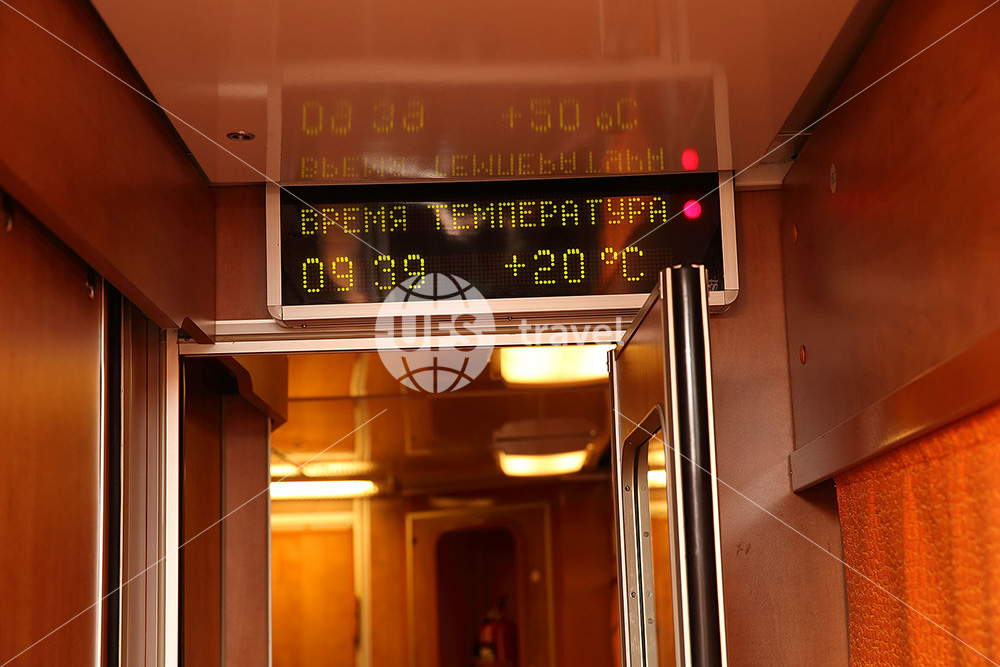 ВРЕМЯ ТЕМПЕРАТУРА
09 39 +20 °C
UFS travel